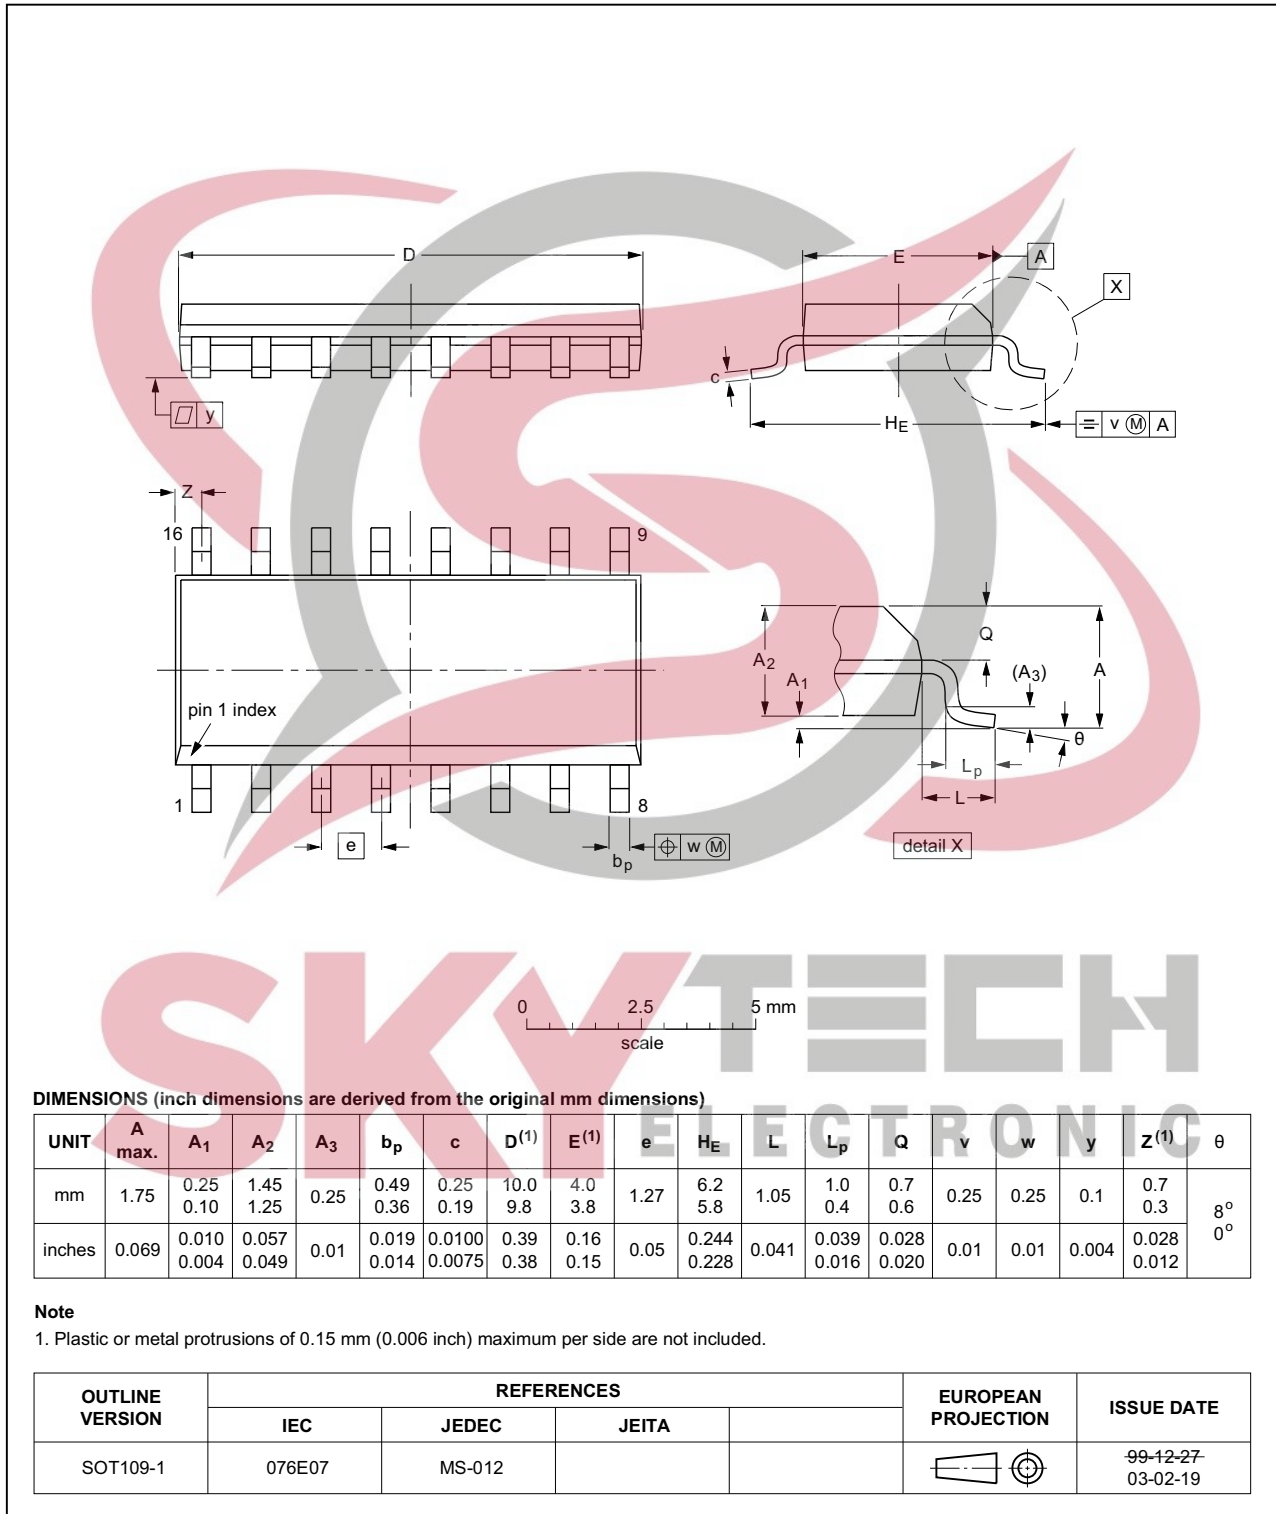 D
E
A
X
c
y
HE
v M A
Z
16
9
Q
A2
A1
(A3)
A
pin 1 index
θ
Lp
1
8
L
e
w M
bp
detail X
SKYTECH
ELECTRONIC
0 2.5 5 mm
scale
DIMENSIONS (inch dimensions are derived from the original mm dimensions)
UNIT A max. A1 A2 A3 bp c D(1) E(1) e HE L Lp Q v w y Z(1) θ
mm 1.75 0.25 0.10 1.45 1.25 0.25 0.49 0.36 0.25 0.19 10.0 9.8 4.0 3.8 1.27 6.2 5.8 1.05 1.0 0.4 0.7 0.6 0.25 0.25 0.1 0.7 0.3 8° 0°
inches 0.069 0.010 0.004 0.057 0.049 0.01 0.019 0.014 0.0100 0.0075 0.39 0.38 0.16 0.15 0.05 0.244 0.228 0.041 0.039 0.016 0.028 0.020 0.01 0.01 0.004 0.028 0.012
Note
1. Plastic or metal protrusions of 0.15 mm (0.006 inch) maximum per side are not included.
OUTLINE VERSION REFERENCES EUROPEAN PROJECTION ISSUE DATE
IEC JEDEC JEITA
SOT109-1 076E07 MS-012 99-12-27
03-02-19